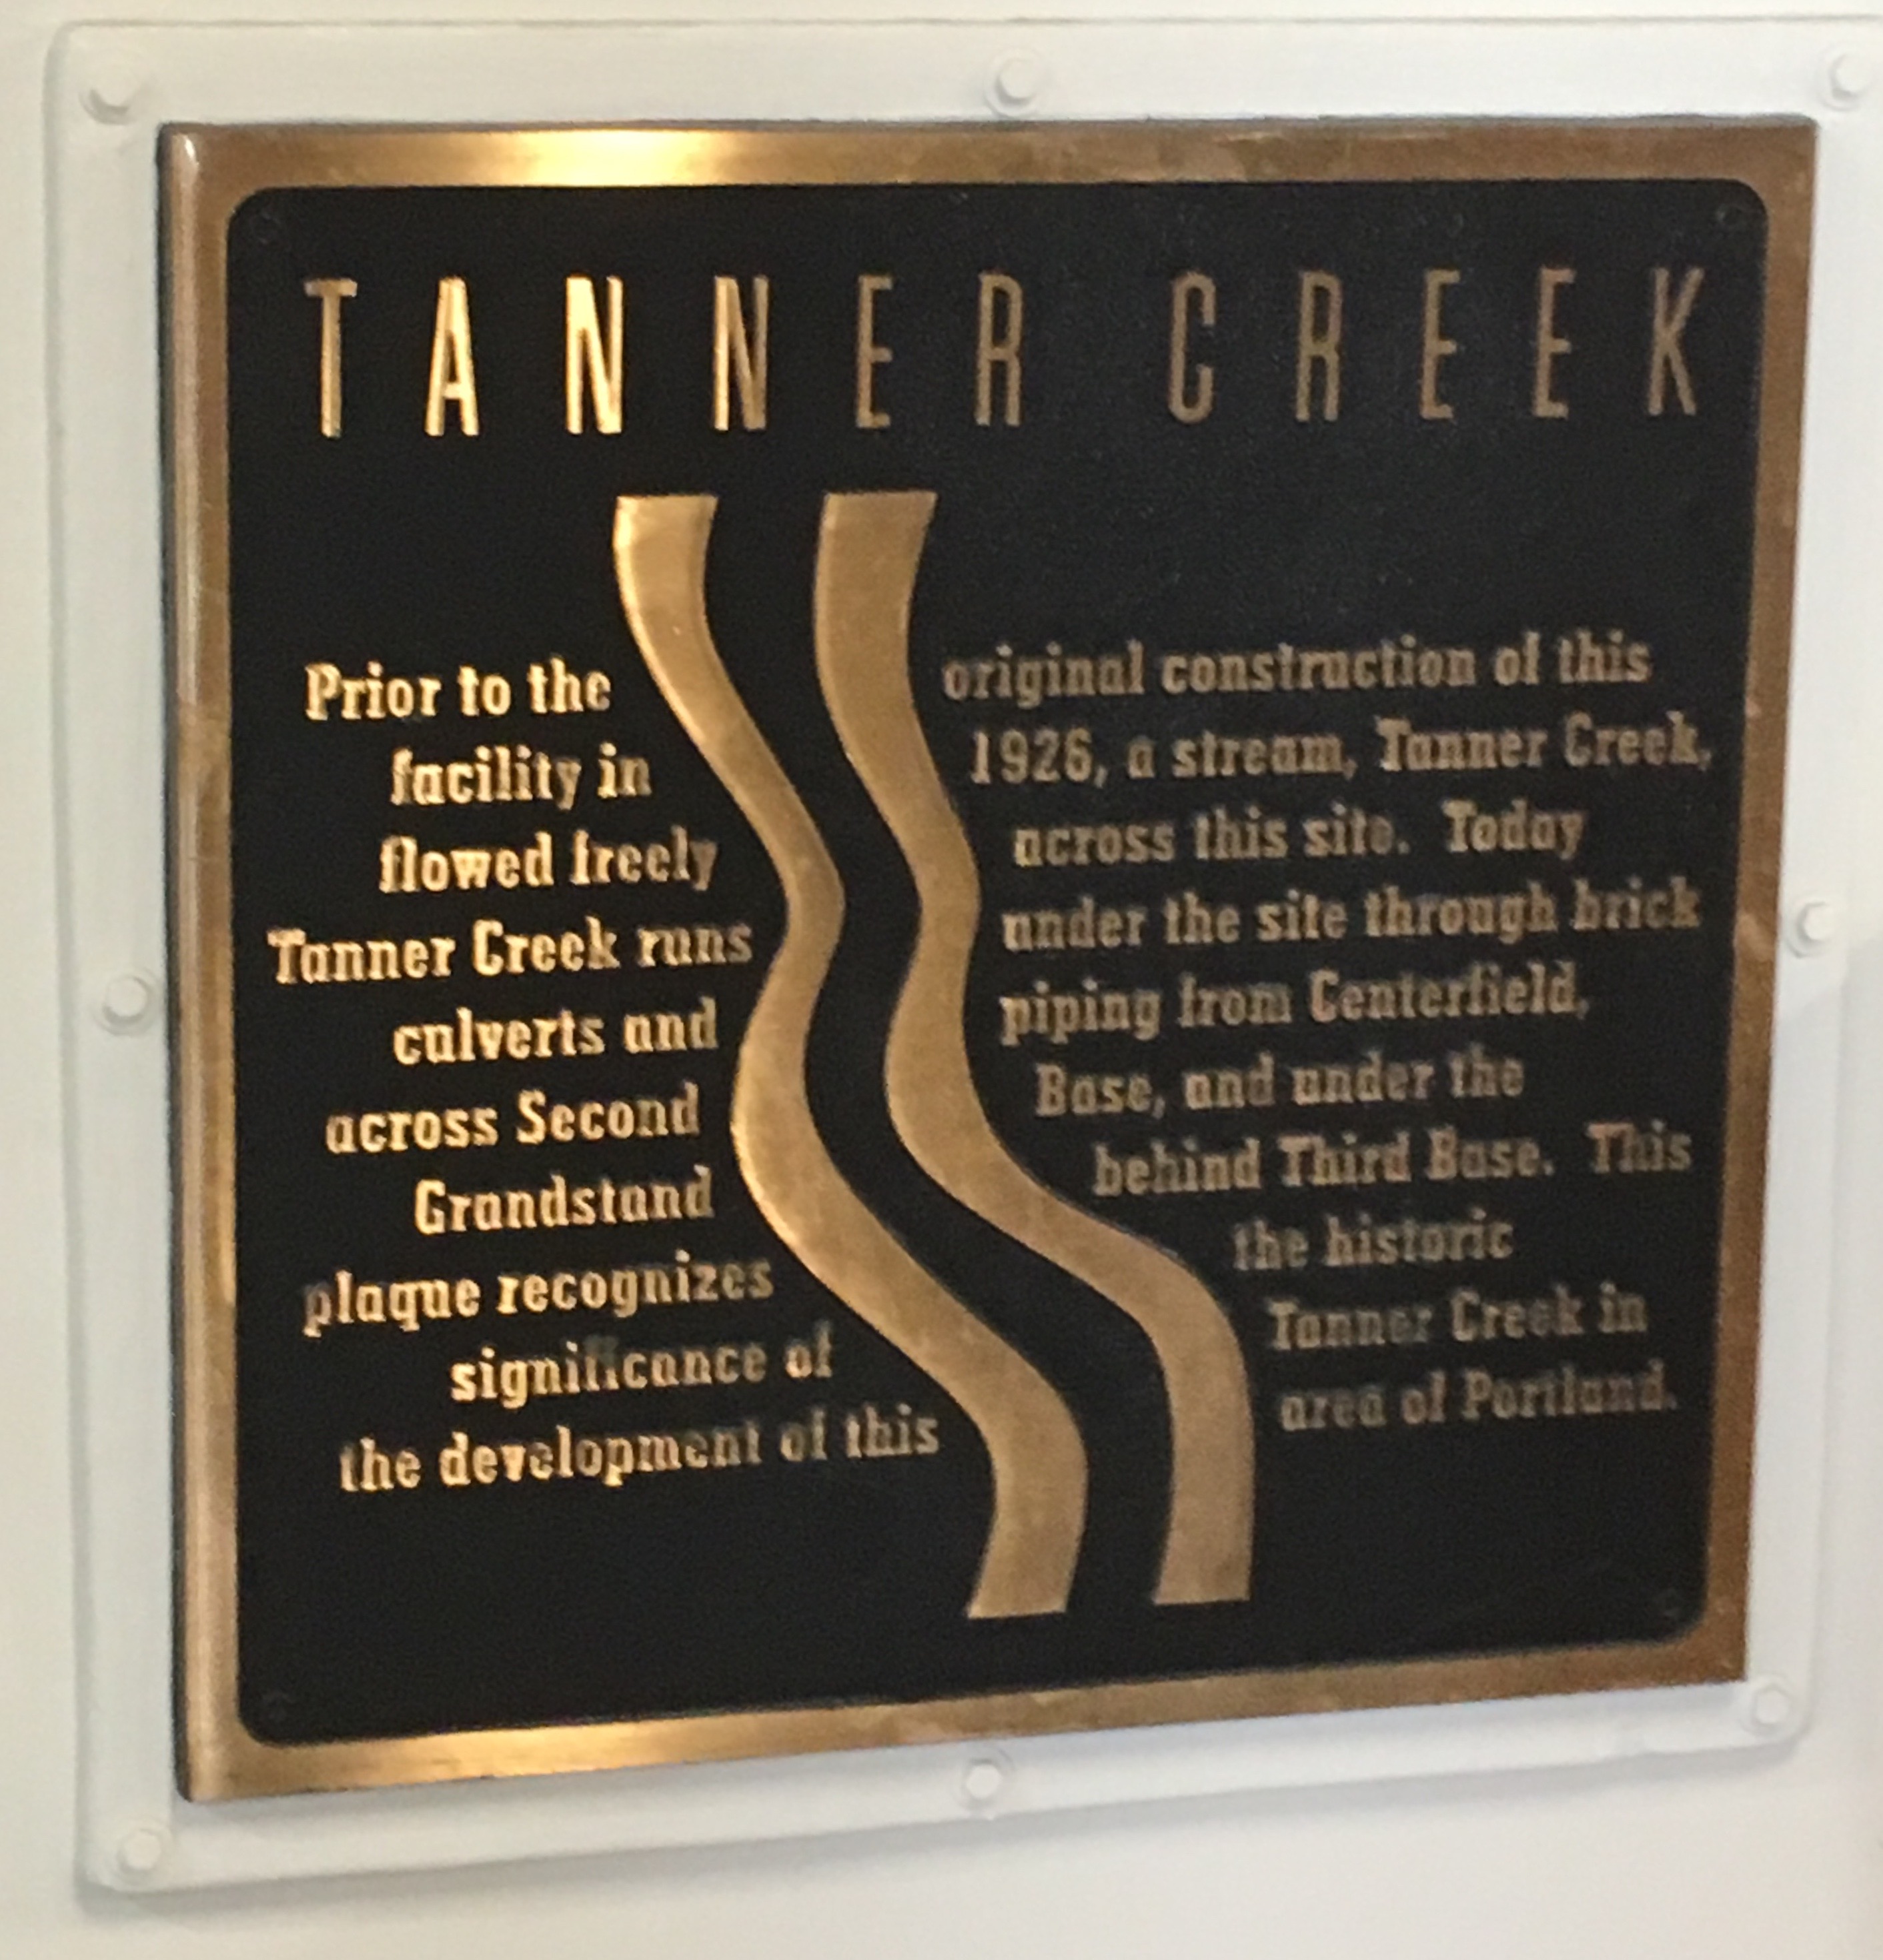 TANNER CREEK
Prior to the original construction of this
facility in 1926, a stream, Tanner Creek,
flowed freely across this site. Today
Tanner Creek runs under the site through brick
culverts and piping from Centerfield,
across Second Base, and under the
Grandstand behind Third Base. This
plaque recognizes the historic
significance of Tanner Creek in
the development of this area of Portland.